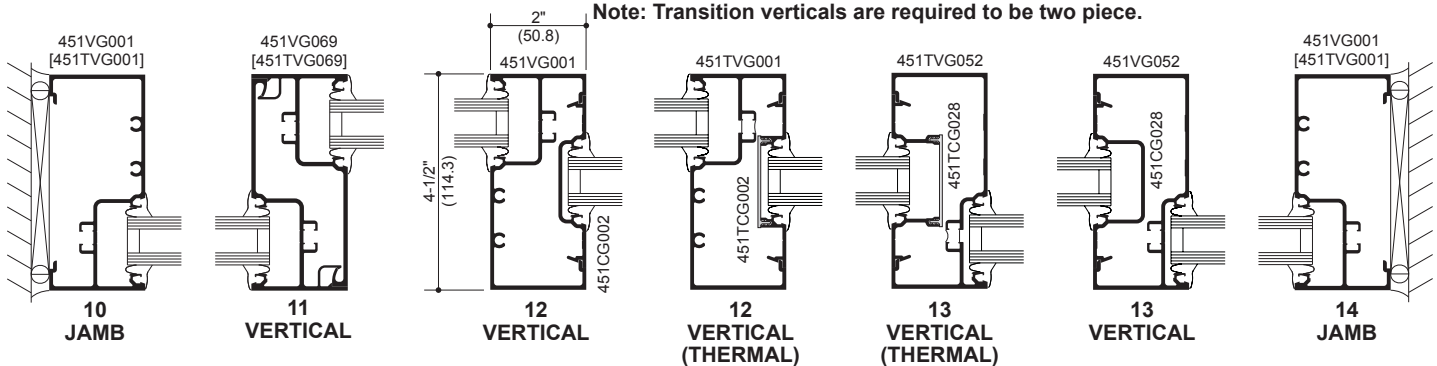 Note: Transition verticals are required to be two piece.
2"
(50.8)
4-1/2"
(114.3)
451VG001
[451TVG001]
10
JAMB
451VG069
[451TVG069]
11
VERTICAL
451VG001
451CG002
12
VERTICAL
451TVG001
451TCG002
12
VERTICAL
(THERMAL)
451TVG052
451TCG028
13
VERTICAL
(THERMAL)
451VG052
451CG028
13
VERTICAL
451VG001
[451TVG001]
14
JAMB